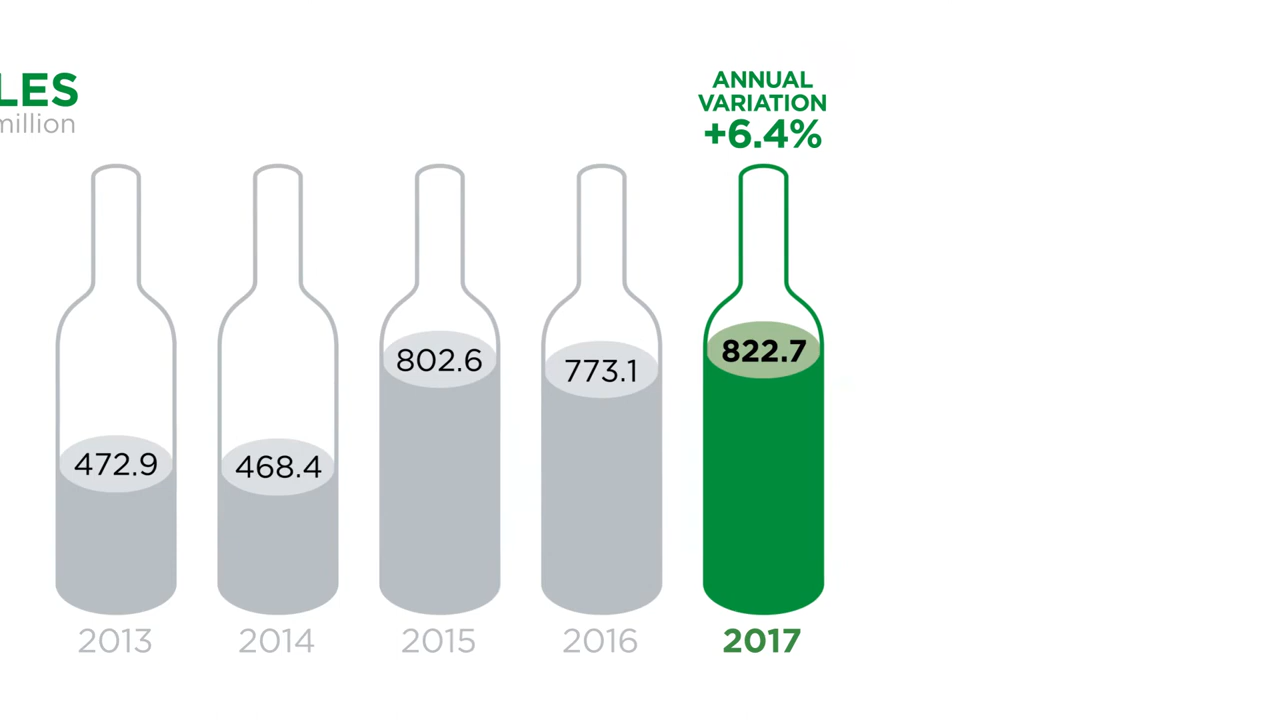 LES
million
ANNUAL
VARIATION
+6.4%
472.9
468.4
802.6
773.1
822.7
2013
2014
2015
2016
2017